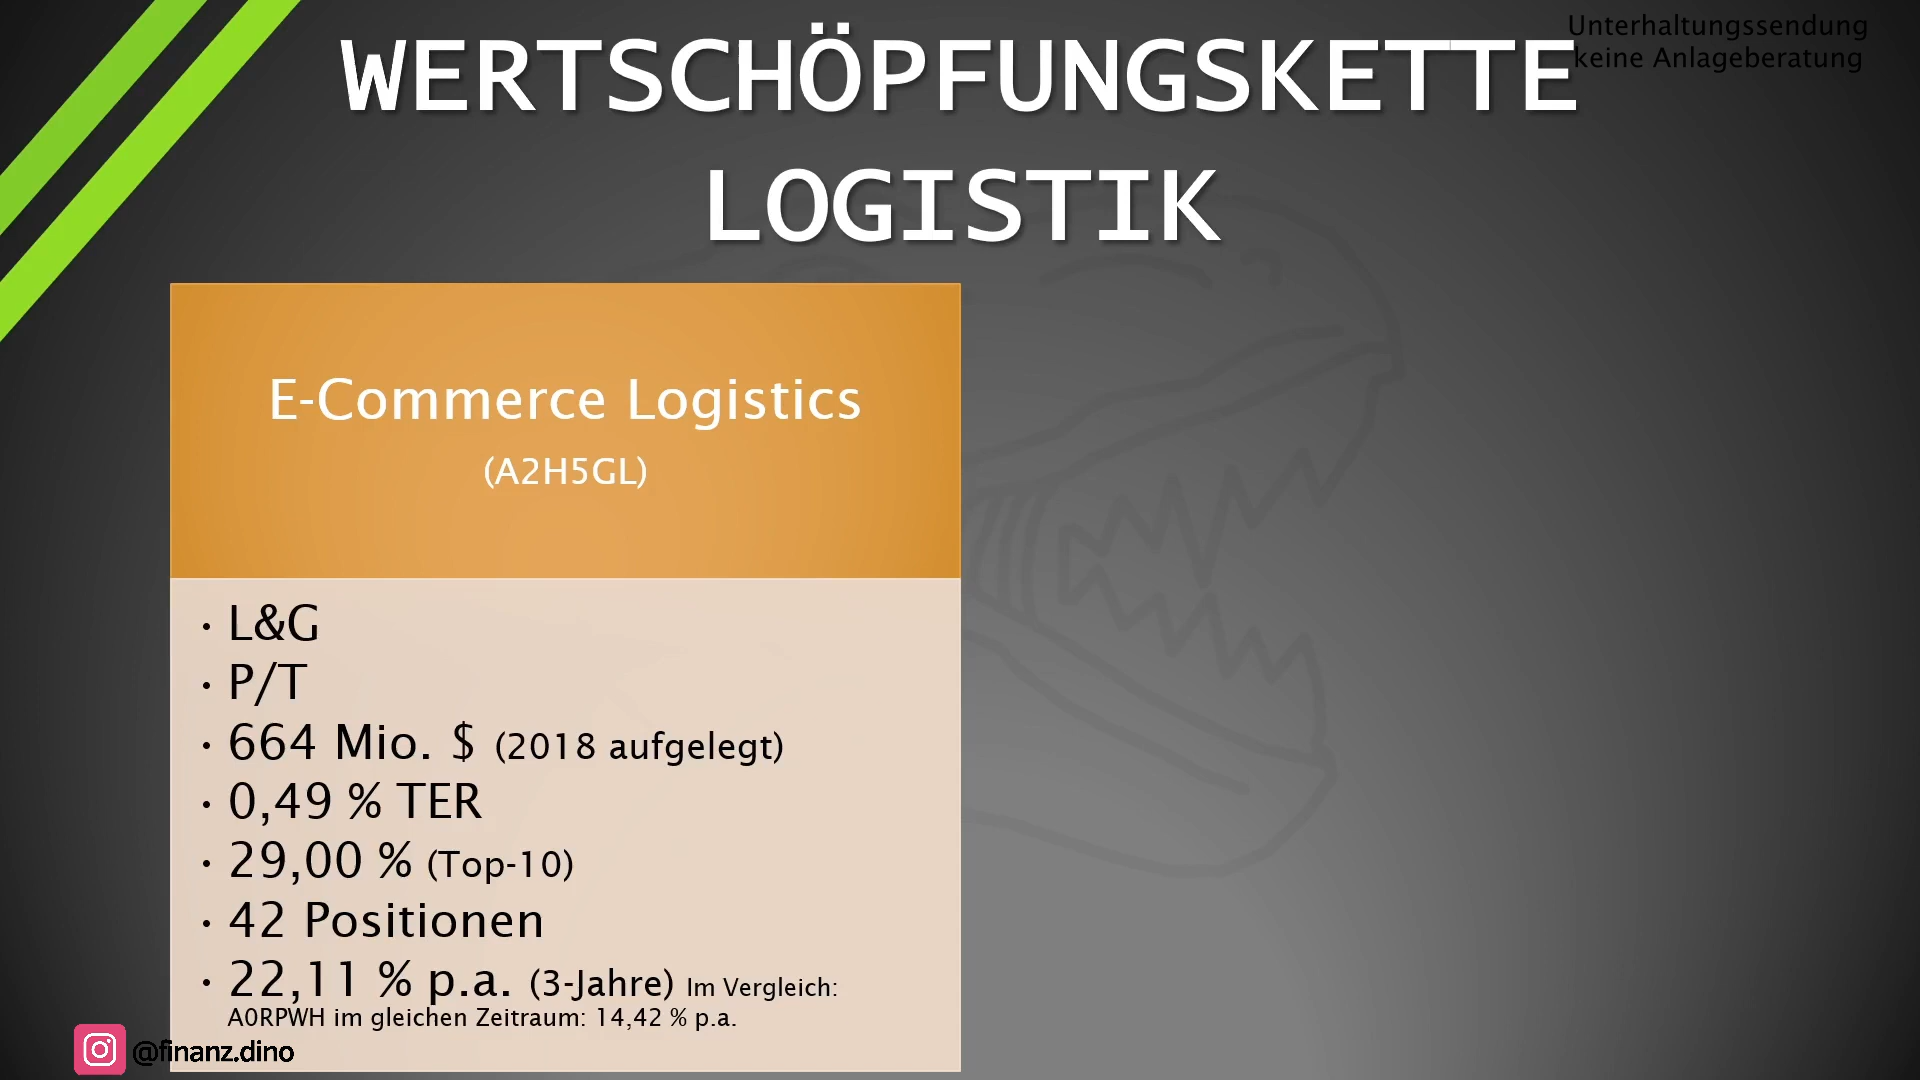 Unterhaltungssendung
keine Anlageberatung
WERTSCHÖPFUNGSKETTE
LOGISTIK
E-Commerce Logistics
(A2H5GL)
· L&G
· P/T
· 664 Mio. $ (2018 aufgelegt)
· 0,49 % TER
· 29,00 % (Top-10)
· 42 Positionen
· 22,11 % p.a. (3-Jahre) Im Vergleich:
A0RPWH im gleichen Zeitraum: 14,42 % p.a.
@finanz.dino